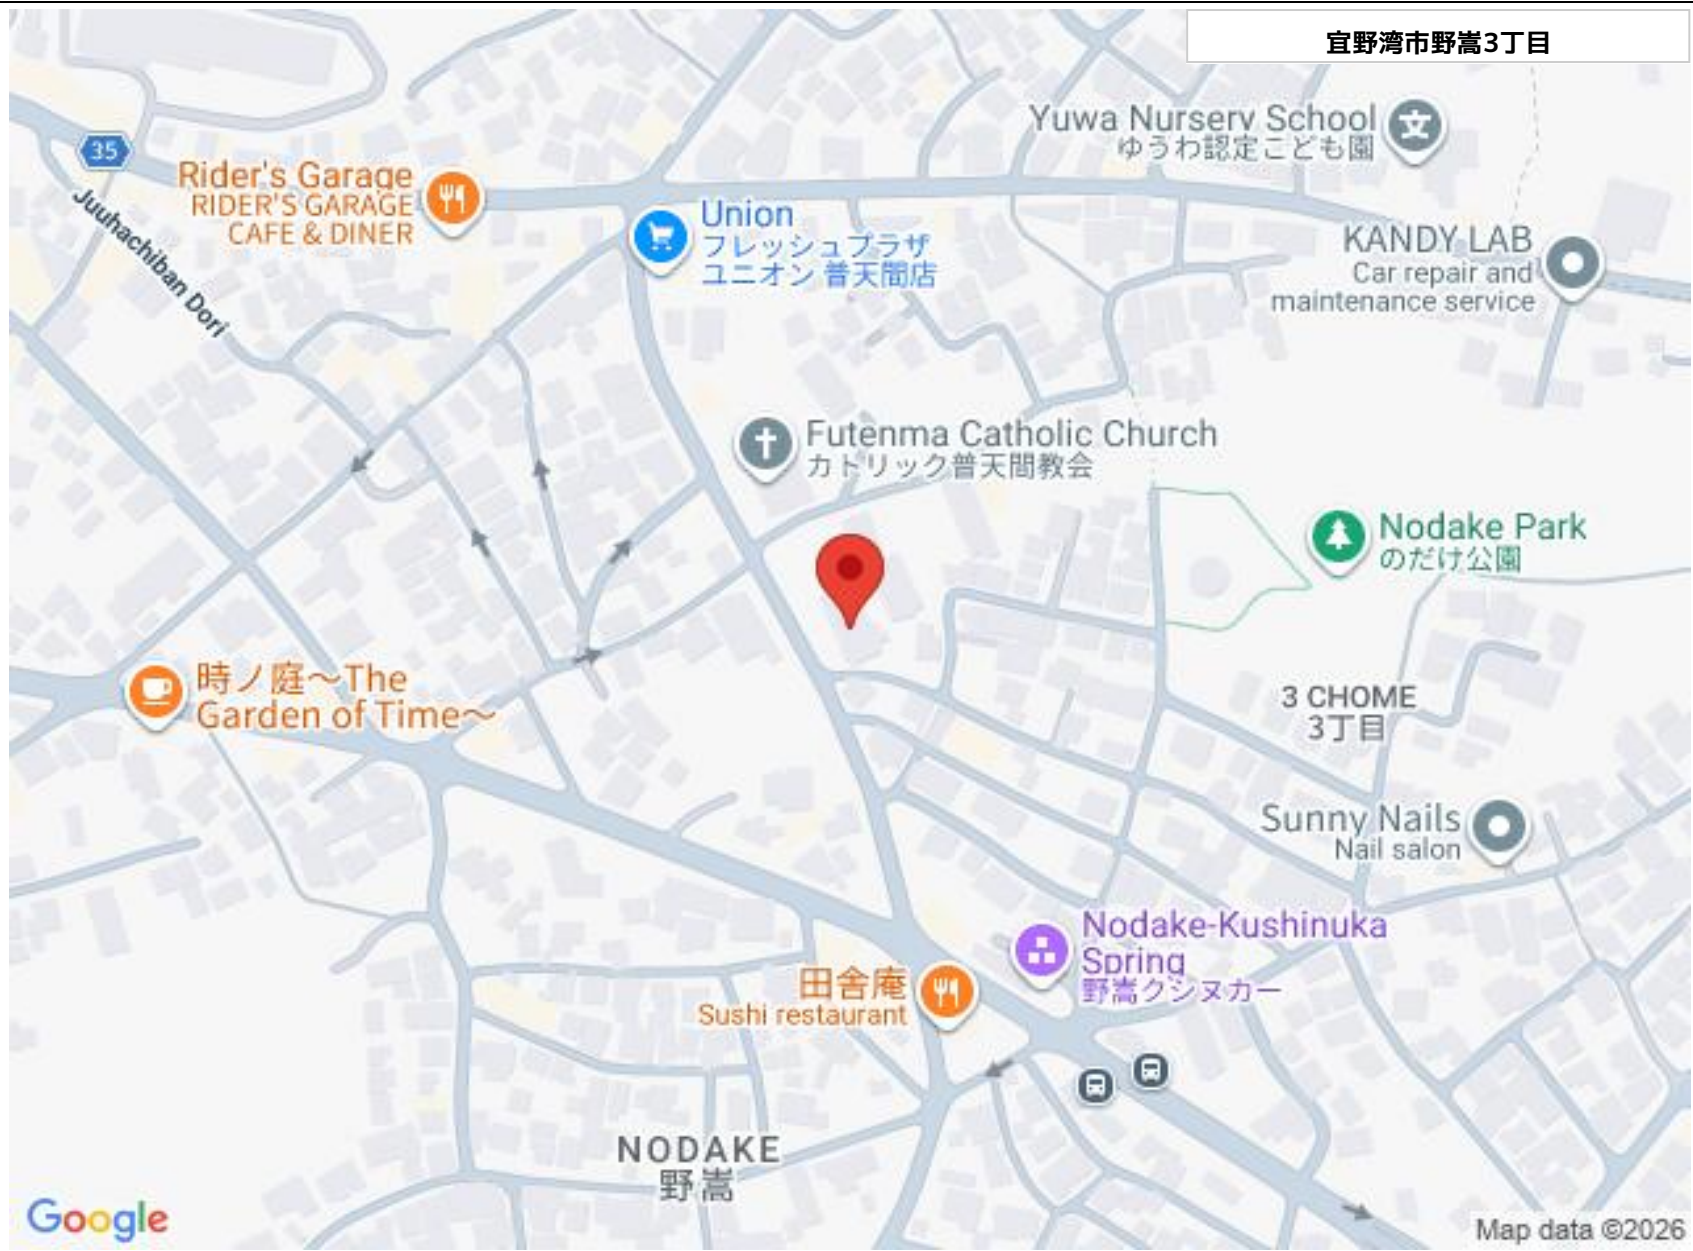 宜野湾市野嵩3丁目
Yuwa Nursery School
ゆうわ認定こども園
35
Juuhachiban Dori
Rider's Garage
RIDER'S GARAGE
CAFE & DINER
Union
フレッシュプラザ
ユニオン 普天間店
KANDY LAB
Car repair and
maintenance service
Futenma Catholic Church
カトリック普天間教会
Nodake Park
のだけ公園
時ノ庭〜The
Garden of Time〜
3 CHOME
3丁目
Sunny Nails
Nail salon
Nodake-Kushinuka
Spring
野嵩クシヌカー
田舎庵
Sushi restaurant
NODAKE
野嵩
Google
Map data ©2026